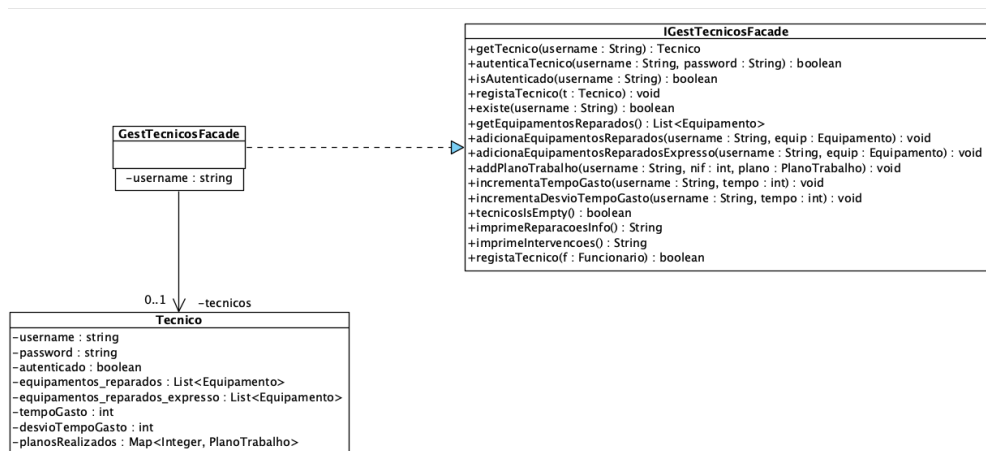 IGestTecnicosFacade
+getTecnico(username : String) : Tecnico
+autenticaTecnico(username : String, password : String) : boolean
+isAutenticado(username : String) : boolean
+registaTecnico(t : Tecnico) : void
+existe(username : String) : boolean
+getEquipamentosReparados() : List<Equipamento>
+adicionaEquipamentosReparados(username : String, equip : Equipamento) : void
+adicionaEquipamentosReparadosExpresso(username : String, equip : Equipamento) : void
+addPlanoTrabalho(username : String, nif : int, plano : PlanoTrabalho) : void
+incrementaTempoGasto(username : String, tempo : int) : void
+incrementaDesvioTempoGasto(username : String, tempo : int) : void
+tecnicosIsEmpty() : boolean
+imprimeReparacoesInfo() : String
+imprimeIntervencoes() : String
+registaTecnico(f : Funcionario) : boolean
GestTecnicosFacade
-username : string
0..1
-tecnicos
Tecnico
-username : string
-password : string
-autenticado : boolean
-equipamentos_reparados : List<Equipamento>
-equipamentos_reparados_expresso : List<Equipamento>
-tempoGasto : int
-desvioTempoGasto : int
-planosRealizados : Map<Integer, PlanoTrabalho>